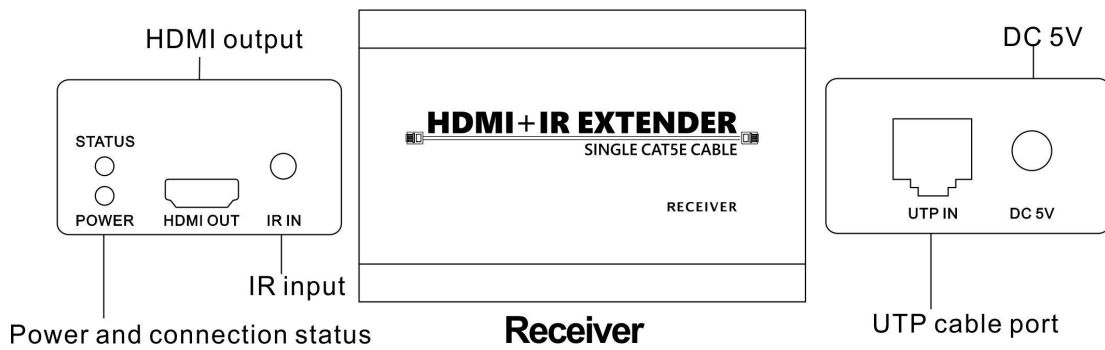 HDMI output
STATUS
POWER
HDMI OUT
IR IN
IR input
Power and connection status
HDMI+IR EXTENDER
SINGLE CAT5E CABLE
RECEIVER
Receiver
DC 5V
UTP IN
DC 5V
UTP cable port